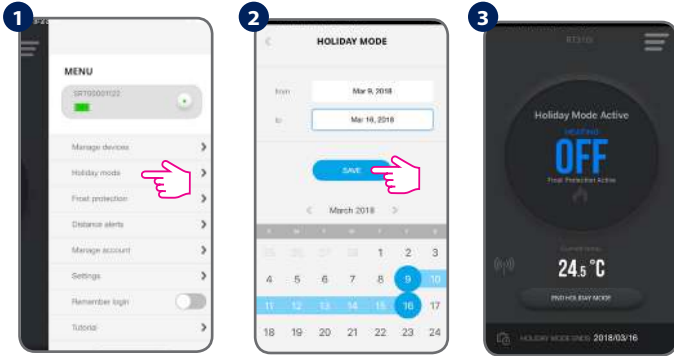 1
MENU
SRT00001122
Manage devices
Holiday mode
Frost protection
Distance alerts
Manage account
Settings
Remember login
Tutorial
2
HOLIDAY MODE
from
Mar 9, 2018
to
Mar 16, 2018
SAVE
March 2018
S M T W T F S
1 2 3
4 5 6 7 8 9 10
11 12 13 14 15 16 17
18 19 20 21 22 23 24
3
Holiday Mode Active
HEATING
OFF
Frost Protection Active
24.5 °C
END HOLIDAY MODE
HOLIDAY MODE ENDS 2018/03/16